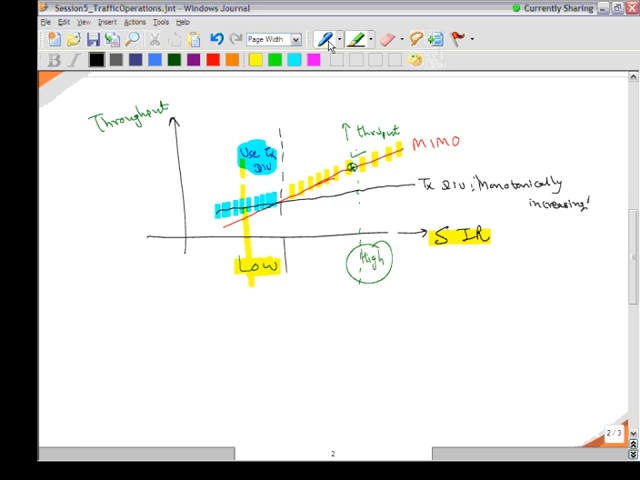 Session5_TrafficOperations.jnt - Windows Journal
Currently Sharing
File Edit View Insert Actions Tools Help
Page Width
B I
Throughput
↑ thruput
MIMO
Use Tx
DIV
Tx DIV; 'Monotonically
increasing'
SIR
Low
High
2 / 3
2